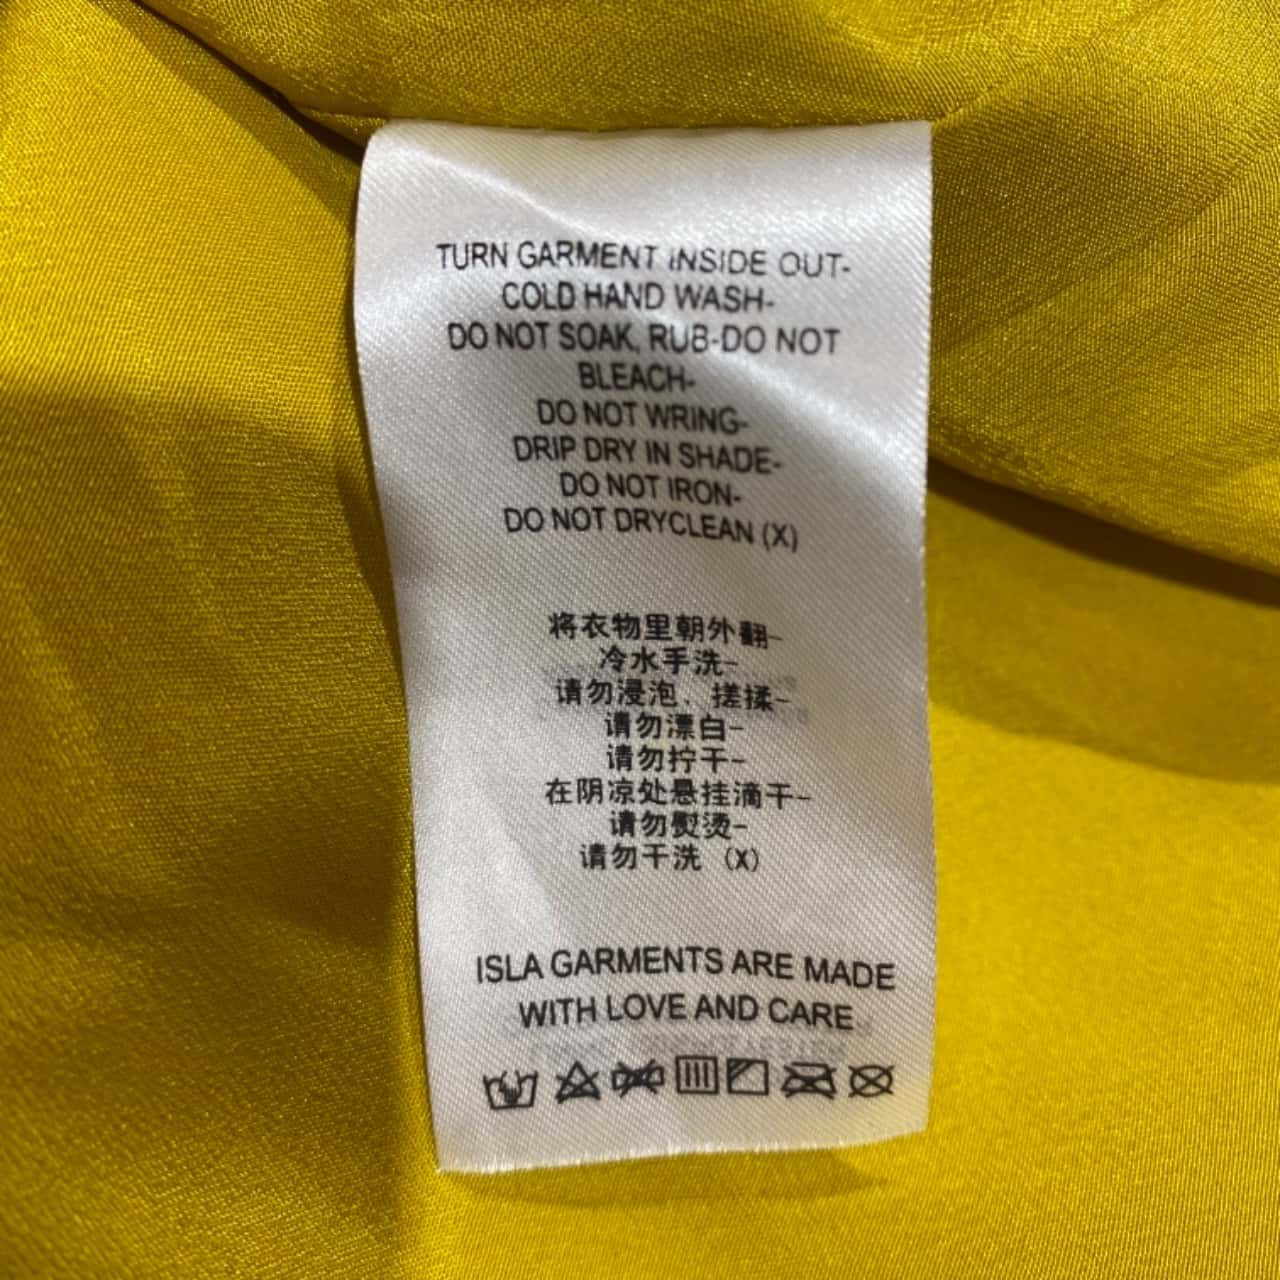 TURN GARMENT INSIDE OUT-
COLD HAND WASH-
DO NOT SOAK, RUB-DO NOT
BLEACH-
DO NOT WRING-
DRIP DRY IN SHADE-
DO NOT IRON-
DO NOT DRYCLEAN (X)
将衣物里朝外翻-
冷水手洗-
请勿浸泡、搓揉-
请勿漂白-
请勿拧干-
在阴凉处悬挂滴干-
请勿熨烫-
请勿干洗 (X)
ISLA GARMENTS ARE MADE
WITH LOVE AND CARE